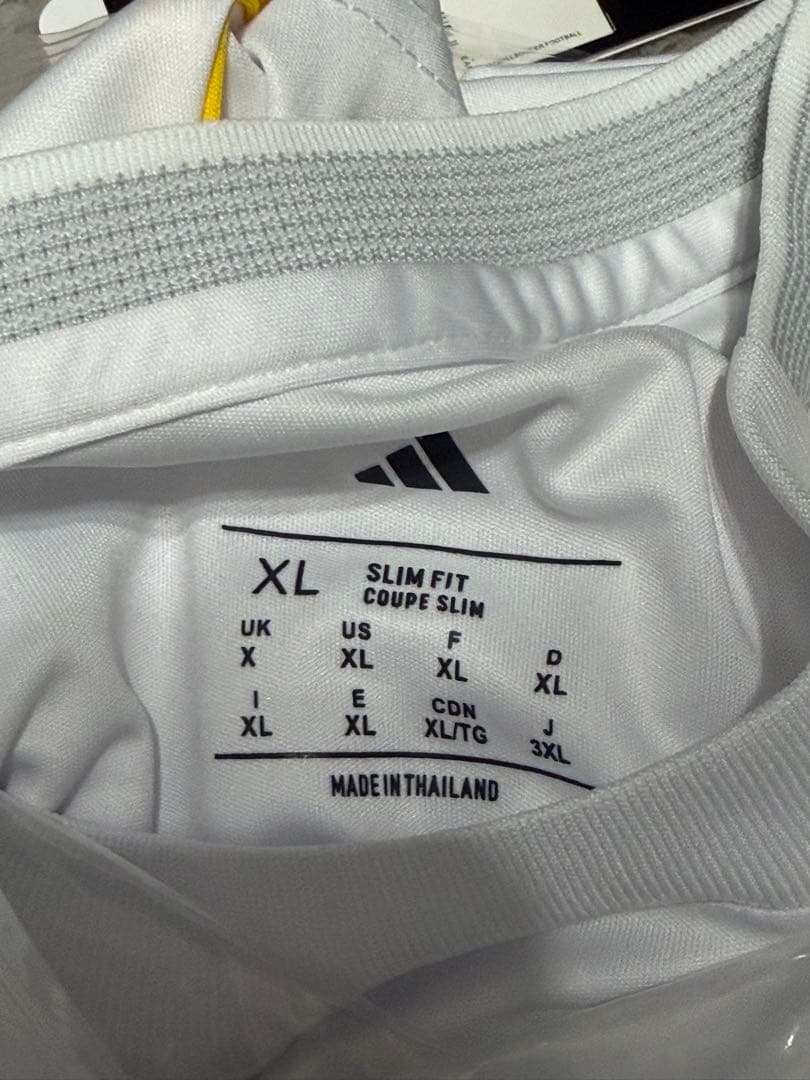 FOOTBALL
XL SLIM FIT
COUPE SLIM
UK US F D
X XL XL XL
I E CDN J
XL XL XL/TG 3XL
MADE IN THAILAND